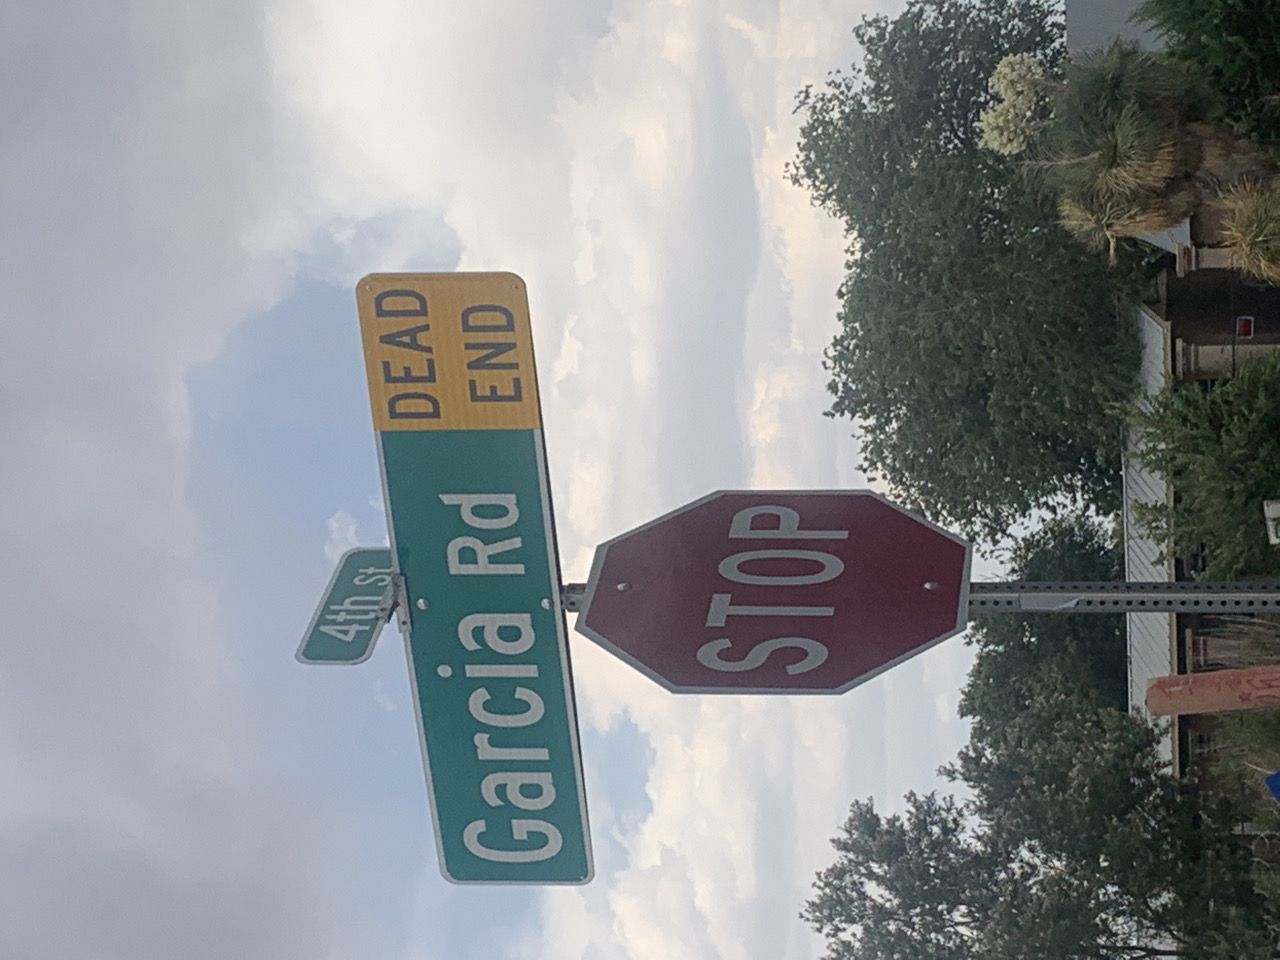 4th St
Garcia Rd
DEAD
END
STOP